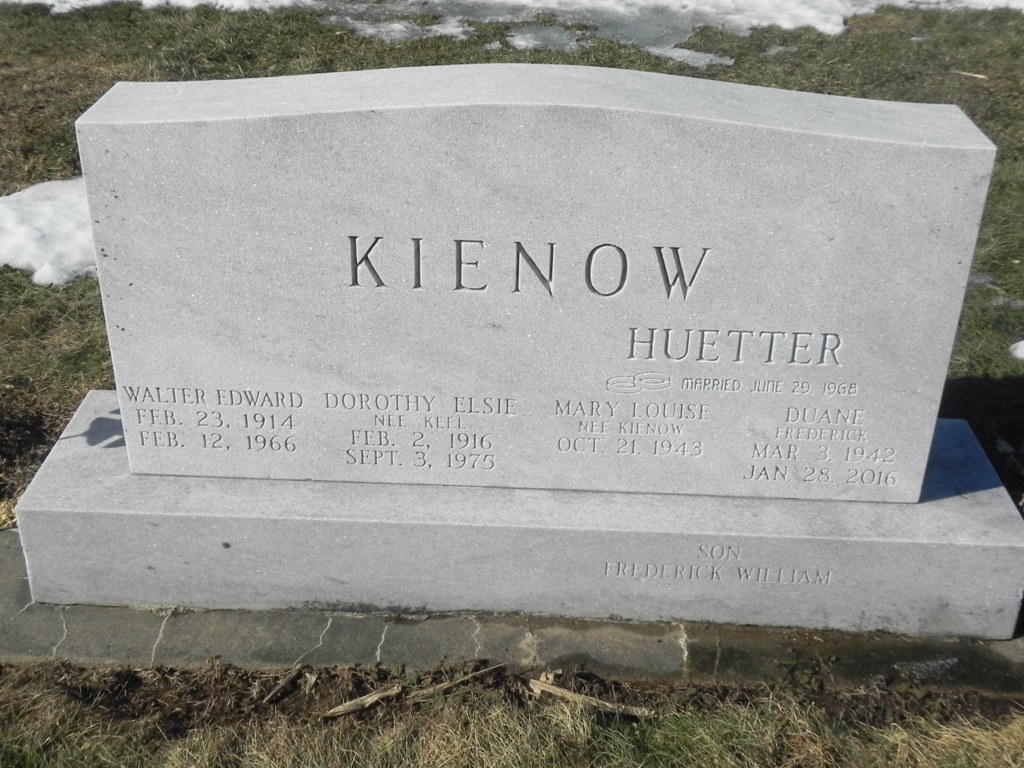 KIENOW
HUETTER
MARRIED JUNE 29, 1968
WALTER EDWARD
FEB. 23, 1914
FEB. 12, 1966
DOROTHY ELSIE
NEE KEEL
FEB. 2, 1916
SEPT. 3, 1975
MARY LOUISE
NEE KIENOW
OCT. 21, 1943
DUANE
FREDERICK
MAR. 3, 1942
JAN. 28, 2016
SON
FREDERICK WILLIAM